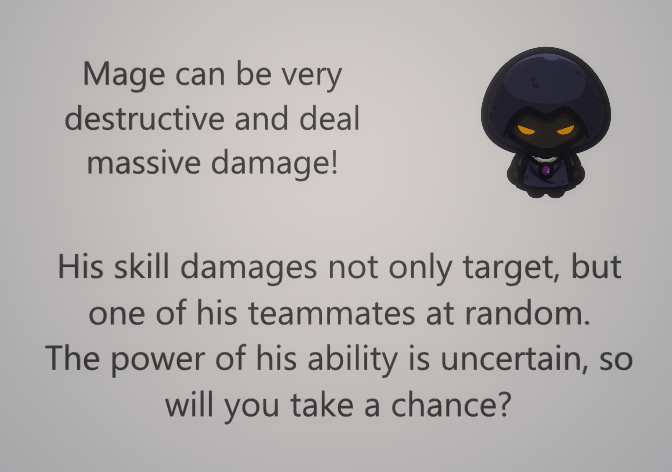 Mage can be very
destructive and deal
massive damage!
His skill damages not only target, but
one of his teammates at random.
The power of his ability is uncertain, so
will you take a chance?